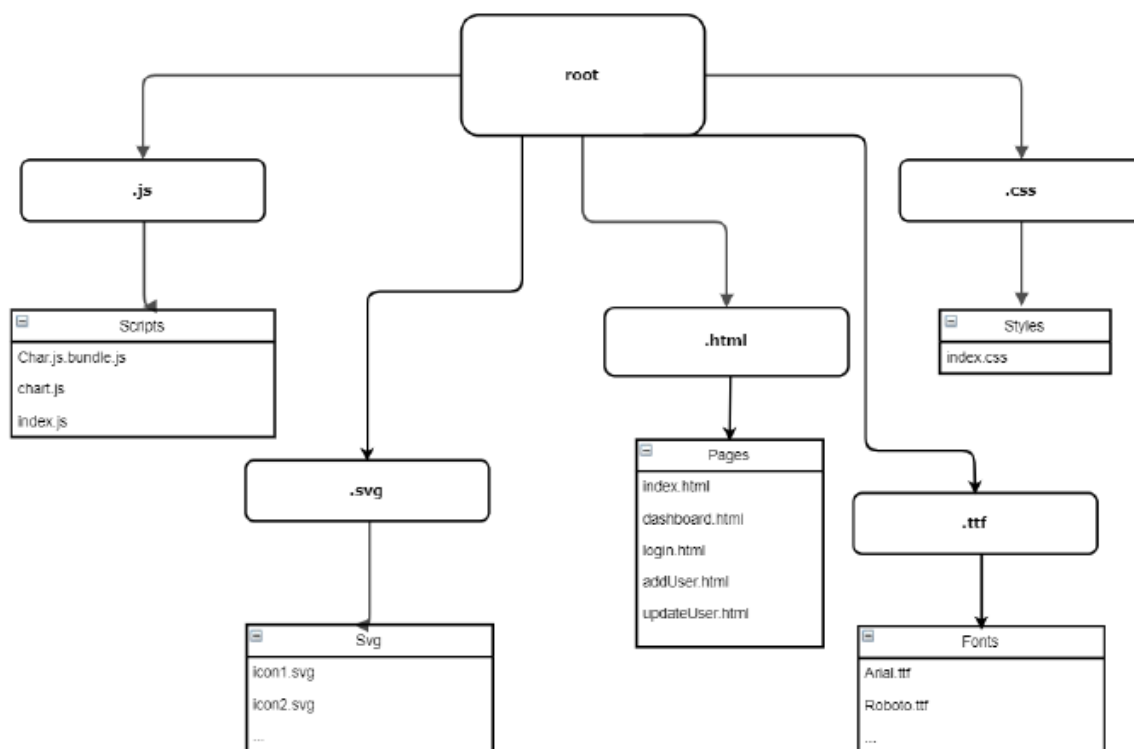 root
.js
.css
Scripts
Char.js.bundle.js
chart.js
index.js
.html
Styles
index.css
.svg
Pages
index.html
dashboard.html
login.html
addUser.html
updateUser.html
.ttf
Svg
icon1.svg
icon2.svg
...
Fonts
Arial.ttf
Roboto.ttf
...